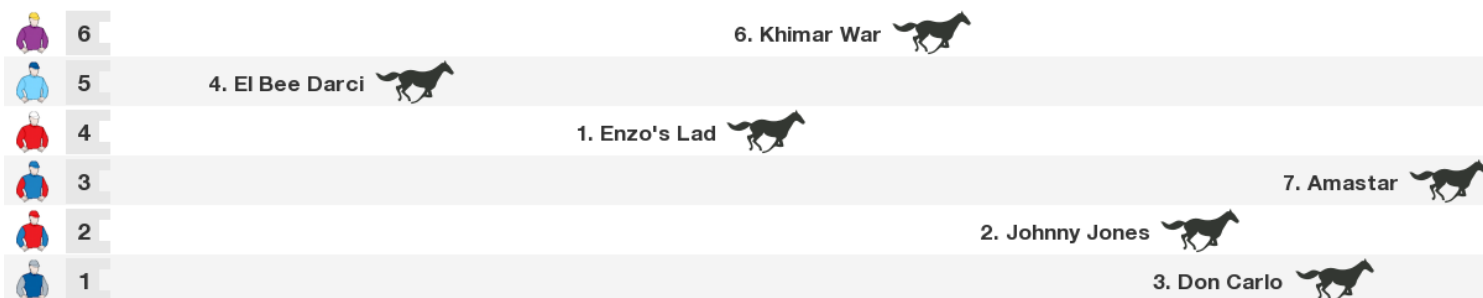 6 6. Khimar War
5 4. El Bee Darci
4 1. Enzo's Lad
3 7. Amastar
2 2. Johnny Jones
1 3. Don Carlo